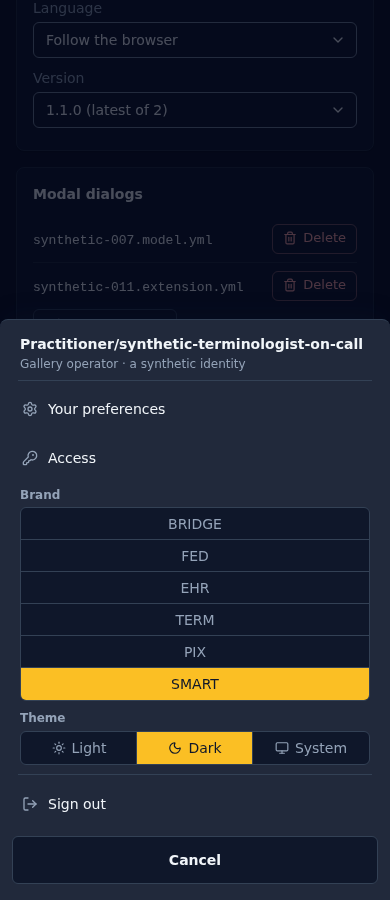 Language
Follow the browser
Version
1.1.0 (latest of 2)
Modal dialogs
synthetic-007.model.yml
Delete
synthetic-011.extension.yml
Delete
Practitioner/synthetic-terminologist-on-call
Gallery operator · a synthetic identity
Your preferences
Access
Brand
BRIDGE
FED
EHR
TERM
PIX
SMART
Theme
Light
Dark
System
Sign out
Cancel